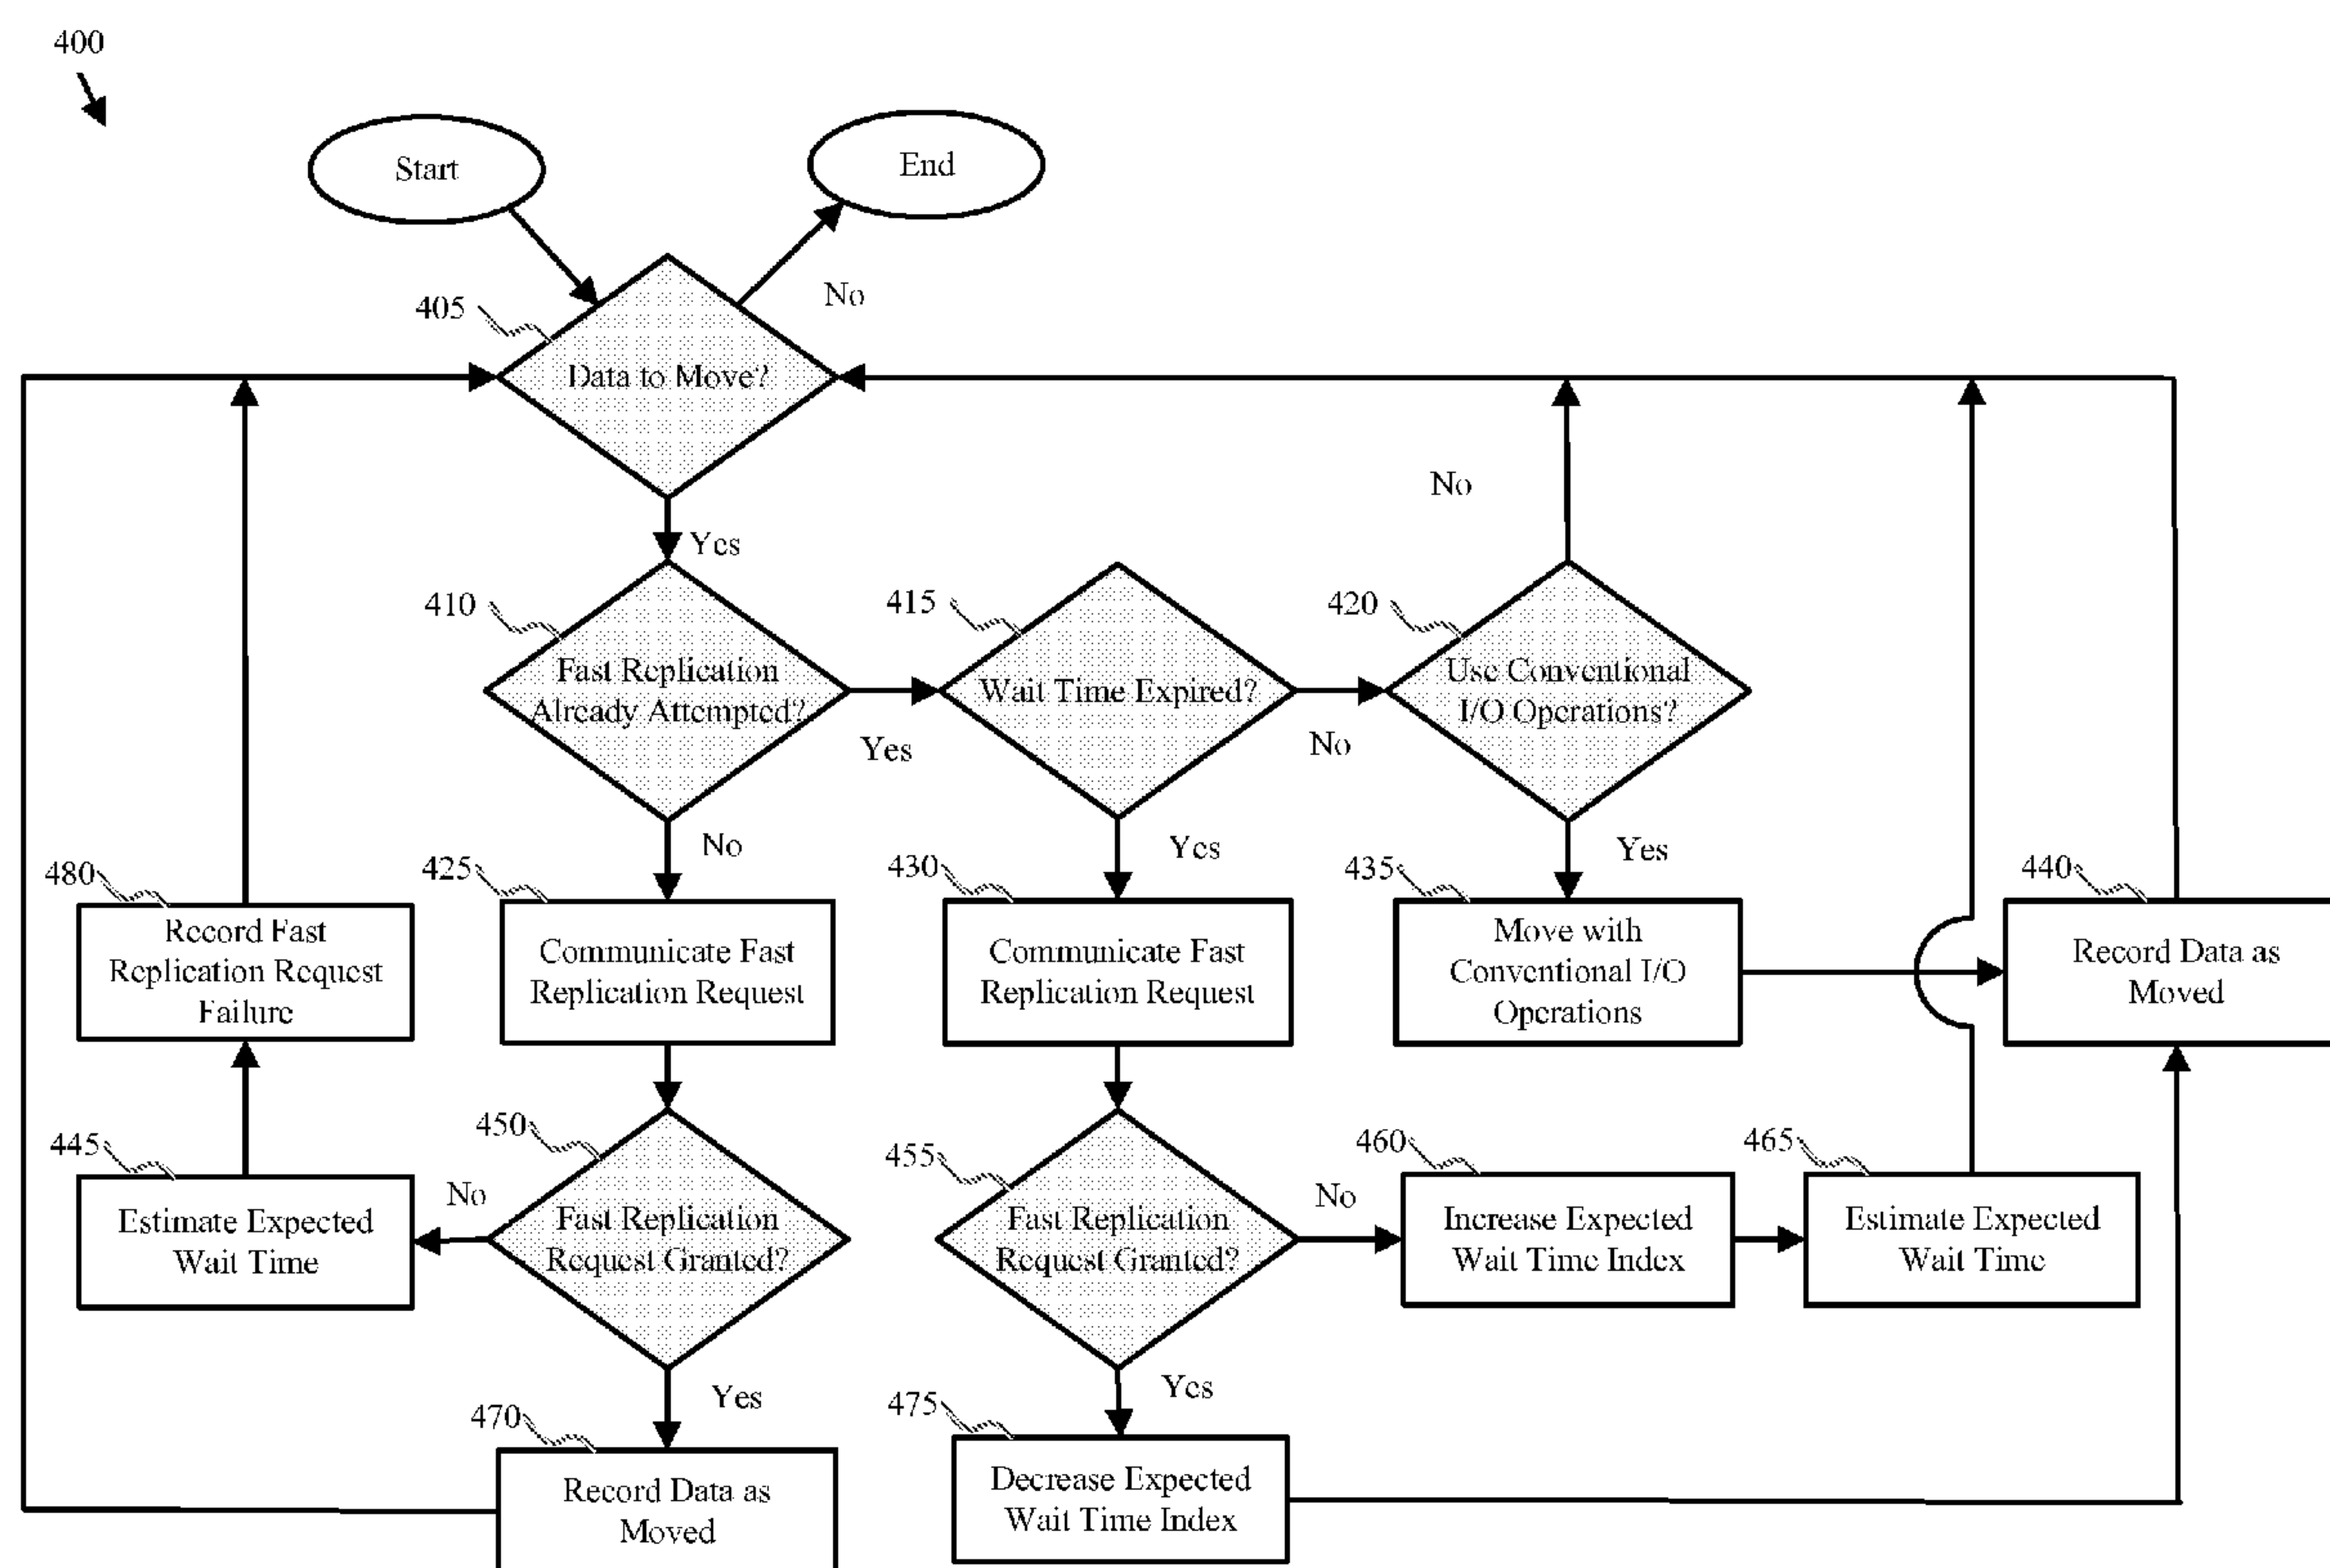 400
Start
End
405
No
Data to Move?
No
Yes
410
415
420
Fast Replication
Already Attempted?
Wait Time Expired?
Use Conventional
I/O Operations?
Yes
No
No
Yes
Yes
480
425
430
435
440
Record Fast
Replication Request
Failure
Communicate Fast
Replication Request
Communicate Fast
Replication Request
Move with
Conventional I/O
Operations
Record Data as
Moved
445
450
455
460
465
No
No
Estimate Expected
Wait Time
Fast Replication
Request Granted?
Fast Replication
Request Granted?
Increase Expected
Wait Time Index
Estimate Expected
Wait Time
Yes
Yes
470
475
Record Data as
Moved
Decrease Expected
Wait Time Index